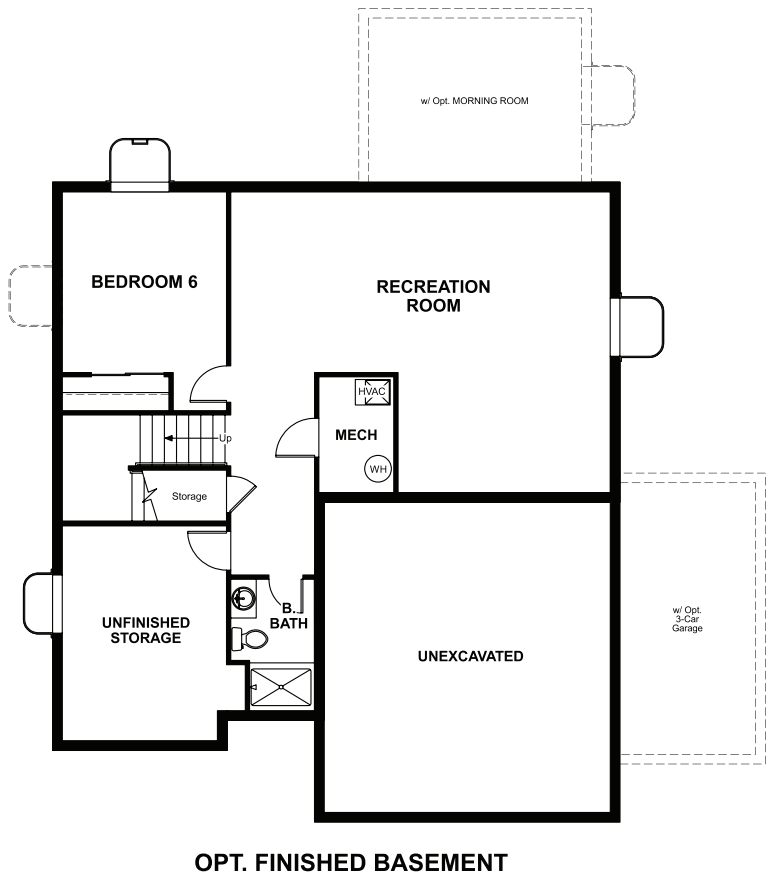 w/ Opt. MORNING ROOM
BEDROOM 6
RECREATION
ROOM
HVAC
MECH
Up
WH
Storage
UNFINISHED
STORAGE
B..
BATH
w/ Opt.
3-Car
Garage
UNEXCAVATED
OPT. FINISHED BASEMENT